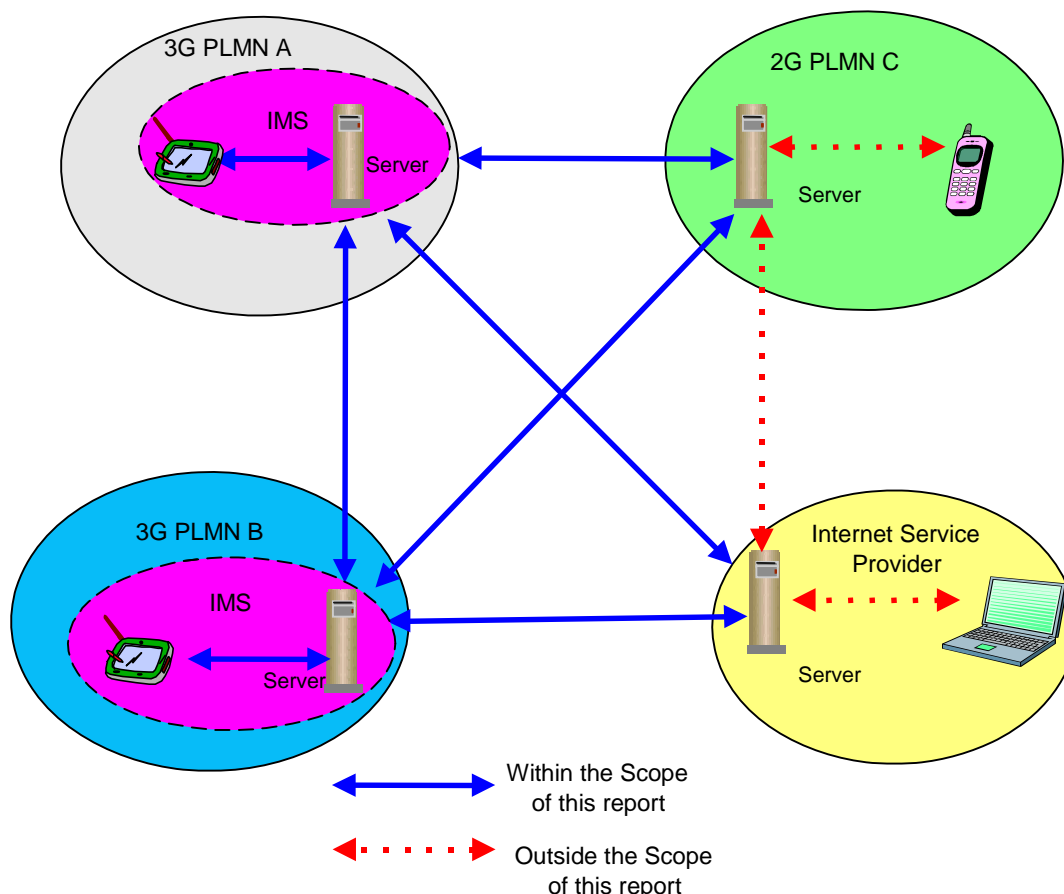 3G PLMN A
IMS
Server
2G PLMN C
Server
3G PLMN B
IMS
Server
Internet Service
Provider
Server
Within the Scope
of this report
Outside the Scope
of this report